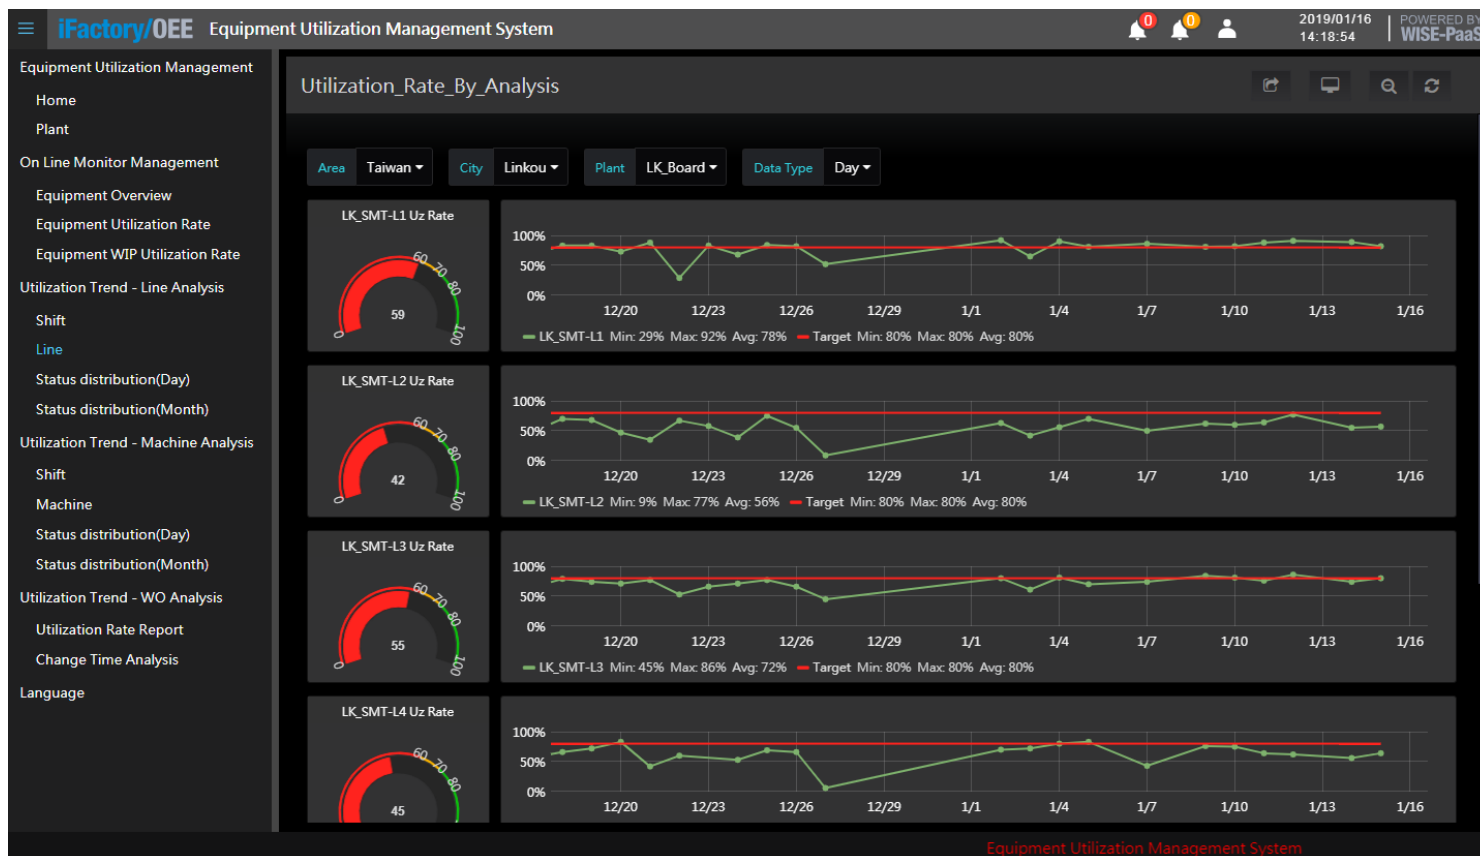 iFactory/OEE Equipment Utilization Management System
0 0 2019/01/16 POWERED BY
14:18:54 WISE-PaaS
Equipment Utilization Management
Home
Plant
On Line Monitor Management
Equipment Overview
Equipment Utilization Rate
Equipment WIP Utilization Rate
Utilization Trend - Line Analysis
Shift
Line
Status distribution(Day)
Status distribution(Month)
Utilization Trend - Machine Analysis
Shift
Machine
Status distribution(Day)
Status distribution(Month)
Utilization Trend - WO Analysis
Utilization Rate Report
Change Time Analysis
Language
Utilization_Rate_By_Analysis
Area Taiwan City Linkou Plant LK_Board Data Type Day
LK_SMT-L1 Uz Rate
0 60 70 80 100
59
100%
50%
0%
12/20 12/23 12/26 12/29 1/1 1/4 1/7 1/10 1/13 1/16
LK_SMT-L1 Min: 29% Max: 92% Avg: 78% Target Min: 80% Max: 80% Avg: 80%
LK_SMT-L2 Uz Rate
0 60 70 80 100
42
100%
50%
0%
12/20 12/23 12/26 12/29 1/1 1/4 1/7 1/10 1/13 1/16
LK_SMT-L2 Min: 9% Max: 77% Avg: 56% Target Min: 80% Max: 80% Avg: 80%
LK_SMT-L3 Uz Rate
0 60 70 80 100
55
100%
50%
0%
12/20 12/23 12/26 12/29 1/1 1/4 1/7 1/10 1/13 1/16
LK_SMT-L3 Min: 45% Max: 86% Avg: 72% Target Min: 80% Max: 80% Avg: 80%
LK_SMT-L4 Uz Rate
60 70 80
45
100%
50%
0%
12/20 12/23 12/26 12/29 1/1 1/4 1/7 1/10 1/13 1/16
Equipment Utilization Management System